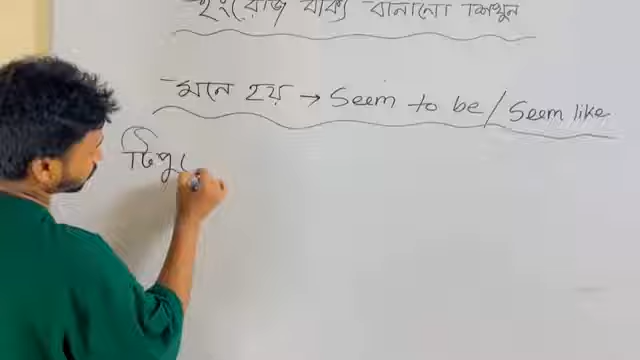 ইংরেজি বাক্য বানানো শিখুন
মনে হয় → Seem to be / Seem like
টিপু